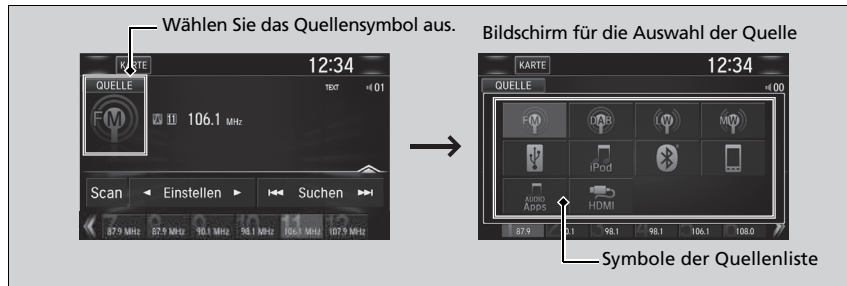 Wählen Sie das Quellensymbol aus.
Bildschirm für die Auswahl der Quelle
KARTE
12:34
QUELLE
TEXT
01
FM
11 106.1 MHz
Scan
Einstellen
Suchen
87.9 MHz 87.9 MHz 90.1 MHz 98.1 MHz 106.1 MHz 107.9 MHz
KARTE
12:34
QUELLE
00
FM DAB LW MW
iPod
AUDIO
Apps
HDMI
87.9 98.1 98.1 106.1 108.0
Symbole der Quellenliste